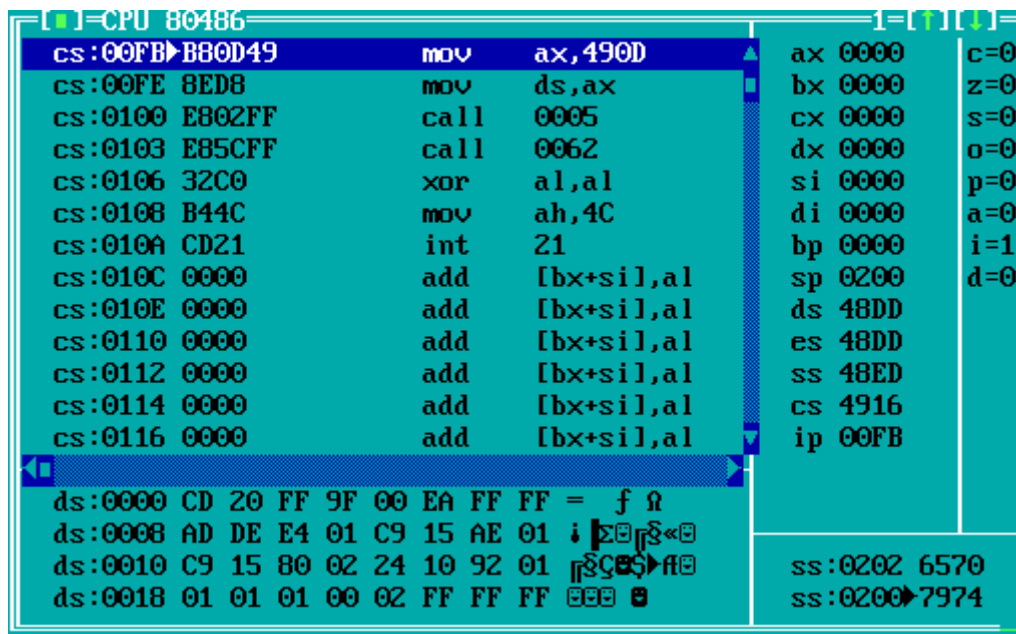 [■]=CPU 80486 1=[↑][↓]=
cs:00FB►B80D49 mov ax,490D ax 0000 c=0
cs:00FE 8ED8 mov ds,ax bx 0000 z=0
cs:0100 E802FF call 0005 cx 0000 s=0
cs:0103 E85CFF call 0062 dx 0000 o=0
cs:0106 32C0 xor al,al si 0000 p=0
cs:0108 B44C mov ah,4C di 0000 a=0
cs:010A CD21 int 21 bp 0000 i=1
cs:010C 0000 add [bx+si],al sp 0200 d=0
cs:010E 0000 add [bx+si],al ds 48DD
cs:0110 0000 add [bx+si],al es 48DD
cs:0112 0000 add [bx+si],al ss 48ED
cs:0114 0000 add [bx+si],al cs 4916
cs:0116 0000 add [bx+si],al ip 00FB
ds:0000 CD 20 FF 9F 00 EA FF FF = ƒ Ω
ds:0008 AD DE E4 01 C9 15 AE 01 ¡▐Σ☺╔§«☺
ds:0010 C9 15 80 02 24 10 92 01 ╔§Ç☻$►Æ☺ ss:0202 6570
ds:0018 01 01 01 00 02 FF FF FF ☺☺☺ ☻ ss:0200►7974